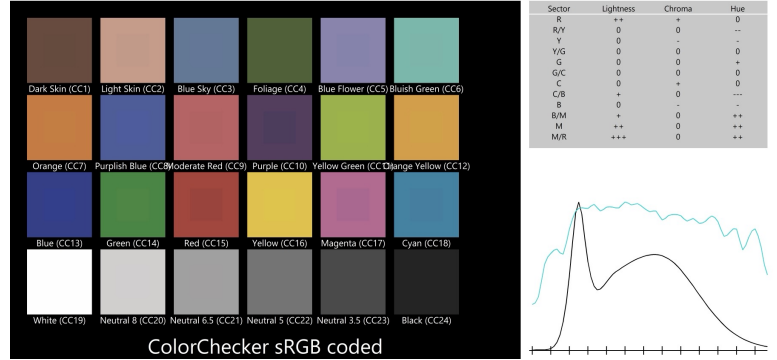 Dark Skin (CC1) Light Skin (CC2) Blue Sky (CC3) Foliage (CC4) Blue Flower (CC5) Bluish Green (CC6)
Orange (CC7) Purplish Blue (CC8) Moderate Red (CC9) Purple (CC10) Yellow Green (CC11) Orange Yellow (CC12)
Blue (CC13) Green (CC14) Red (CC15) Yellow (CC16) Magenta (CC17) Cyan (CC18)
White (CC19) Neutral 8 (CC20) Neutral 6.5 (CC21) Neutral 5 (CC22) Neutral 3.5 (CC23) Black (CC24)
ColorChecker sRGB coded
Sector Lightness Chroma Hue
R ++ + 0
R/Y 0 0 --
Y 0 - -
Y/G 0 0 0
G 0 0 +
G/C 0 0 0
C 0 + 0
C/B + 0 ---
B 0 - -
B/M + 0 ++
M ++ 0 ++
M/R +++ 0 ++